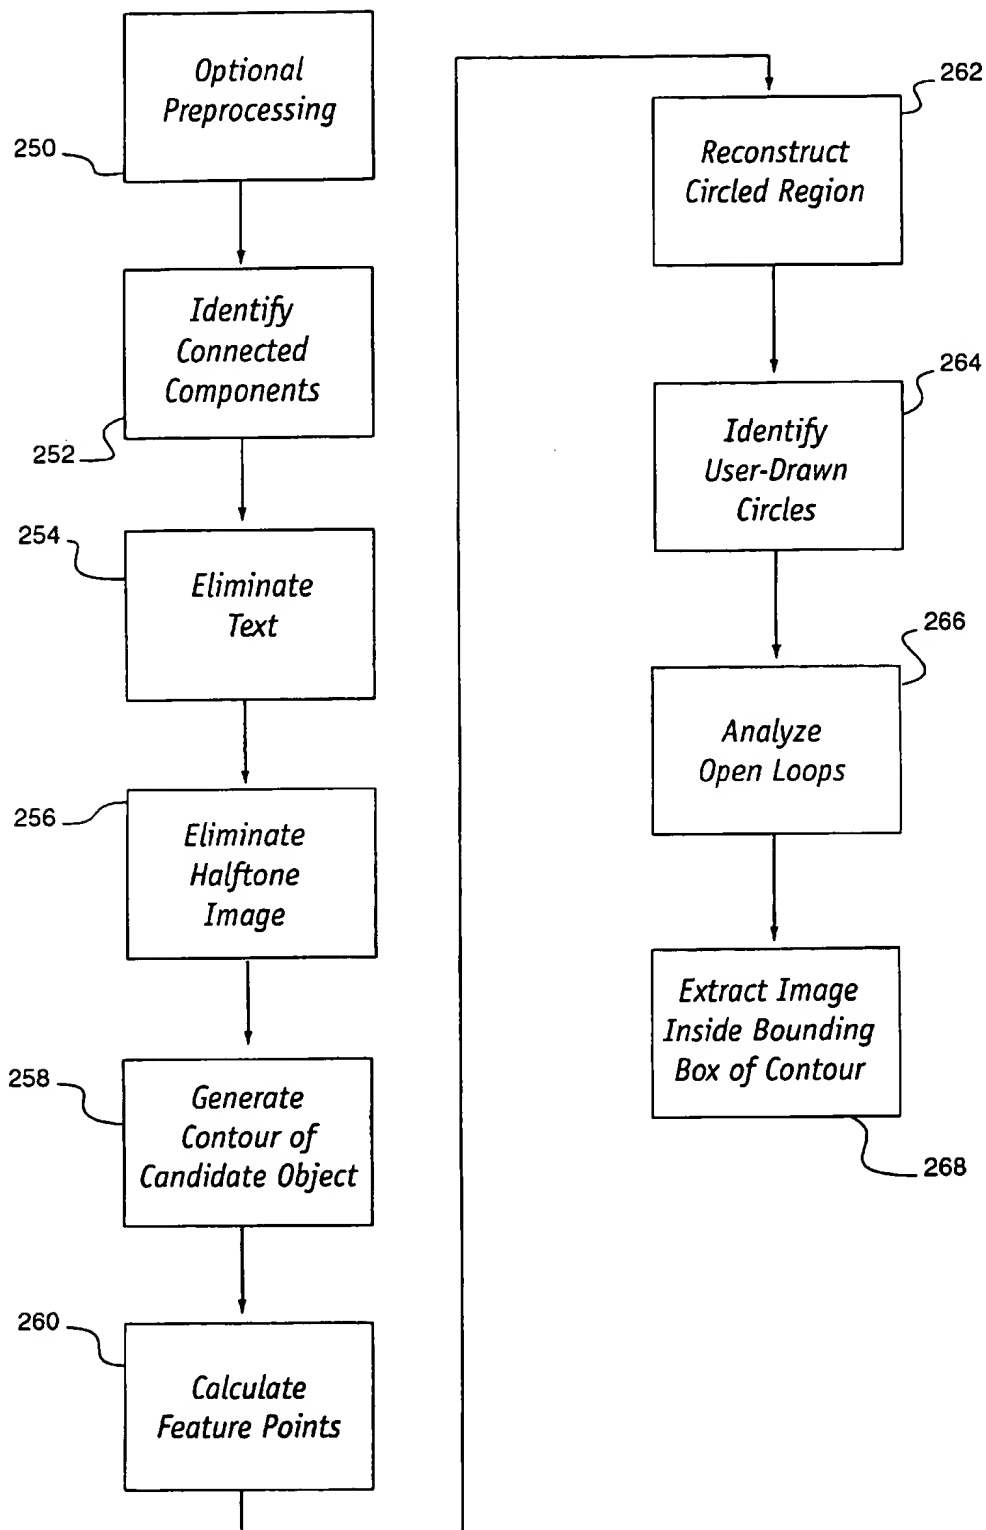 Optional
Preprocessing
250
Identify
Connected
Components
252
254
Eliminate
Text
256
Eliminate
Halftone
Image
258
Generate
Contour of
Candidate Object
260
Calculate
Feature Points
262
Reconstruct
Circled Region
264
Identify
User-Drawn
Circles
266
Analyze
Open Loops
Extract Image
Inside Bounding
Box of Contour
268